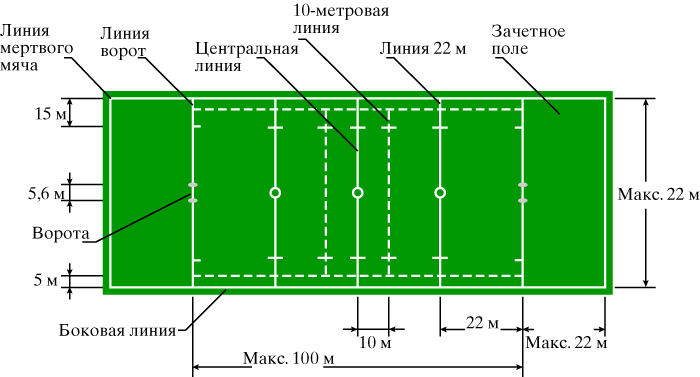 Линия
мертвого
мяча
Линия
ворот
10-метровая
линия
Центральная
линия
Линия 22 м
Зачетное
поле
15 м
5,6 м
Ворота
5 м
Боковая линия
Макс. 22 м
10 м
22 м
Макс. 22 м
Макс. 100 м